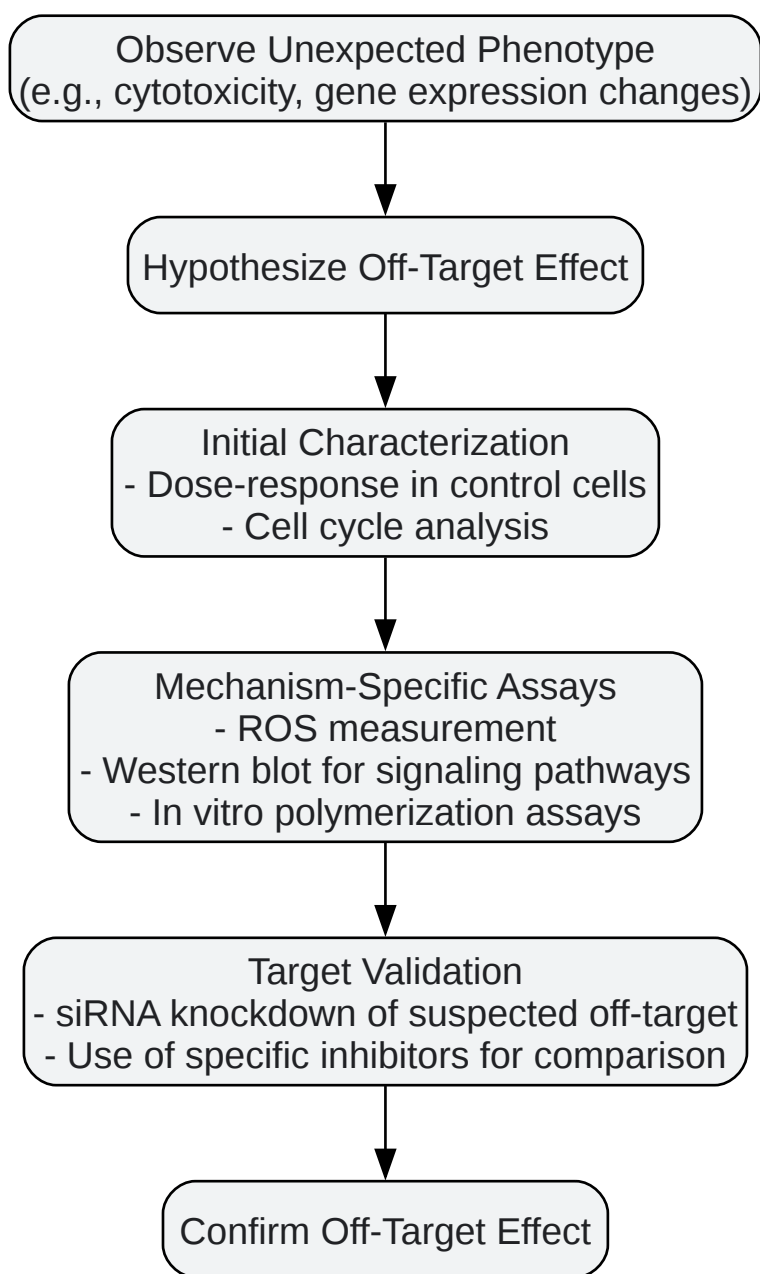 Observe Unexpected Phenotype
(e.g., cytotoxicity, gene expression changes)
Hypothesize Off-Target Effect
Initial Characterization
- Dose-response in control cells
- Cell cycle analysis
Mechanism-Specific Assays
- ROS measurement
- Western blot for signaling pathways
- In vitro polymerization assays
Target Validation
- siRNA knockdown of suspected off-target
- Use of specific inhibitors for comparison
Confirm Off-Target Effect